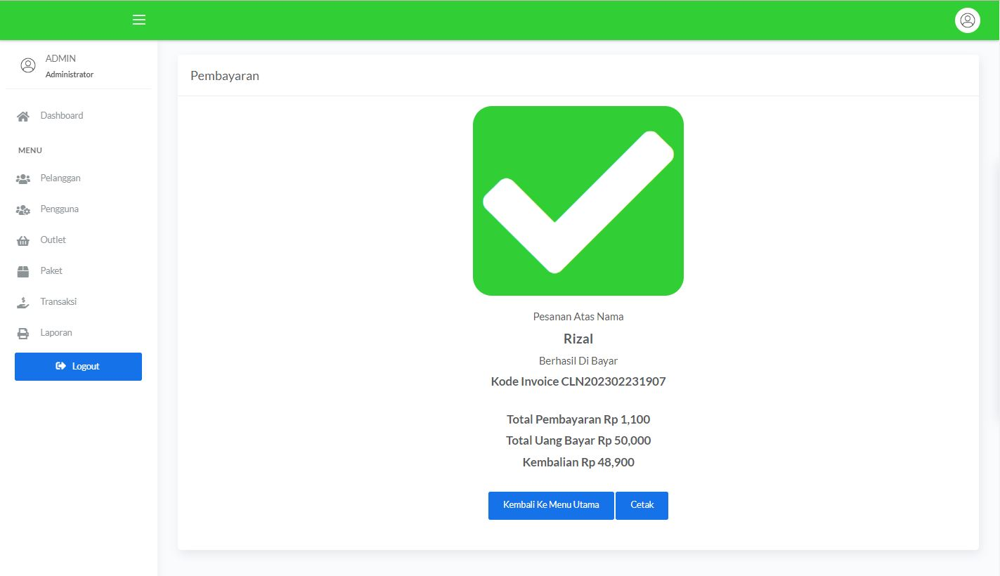 ADMIN
Administrator
Dashboard
MENU
Pelanggan
Pengguna
Outlet
Paket
Transaksi
Laporan
Logout
Pembayaran
Pesanan Atas Nama
Rizal
Berhasil Di Bayar
Kode Invoice CLN202302231907
Total Pembayaran Rp 1,100
Total Uang Bayar Rp 50,000
Kembalian Rp 48,900
Kembali Ke Menu Utama
Cetak